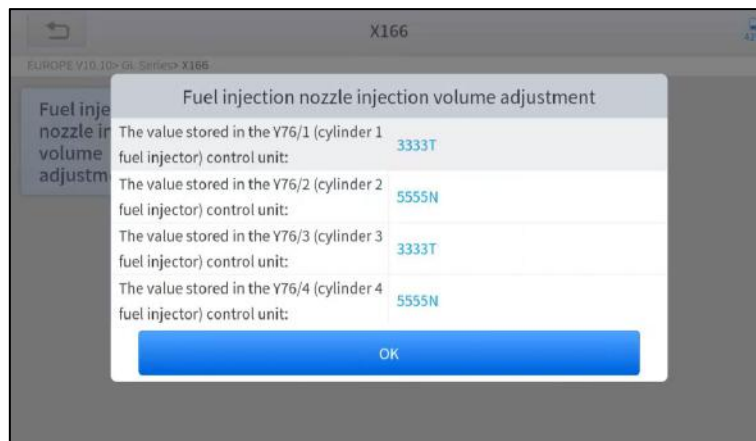 X166
EUROPE V10.10> GL Series> X166
Fuel injection nozzle injection volume adjustment
Fuel inje
nozzle in
volume
adjustm
The value stored in the Y76/1 (cylinder 1
fuel injector) control unit:
3333T
The value stored in the Y76/2 (cylinder 2
fuel injector) control unit:
5555N
The value stored in the Y76/3 (cylinder 3
fuel injector) control unit:
3333T
The value stored in the Y76/4 (cylinder 4
fuel injector) control unit:
5555N
OK